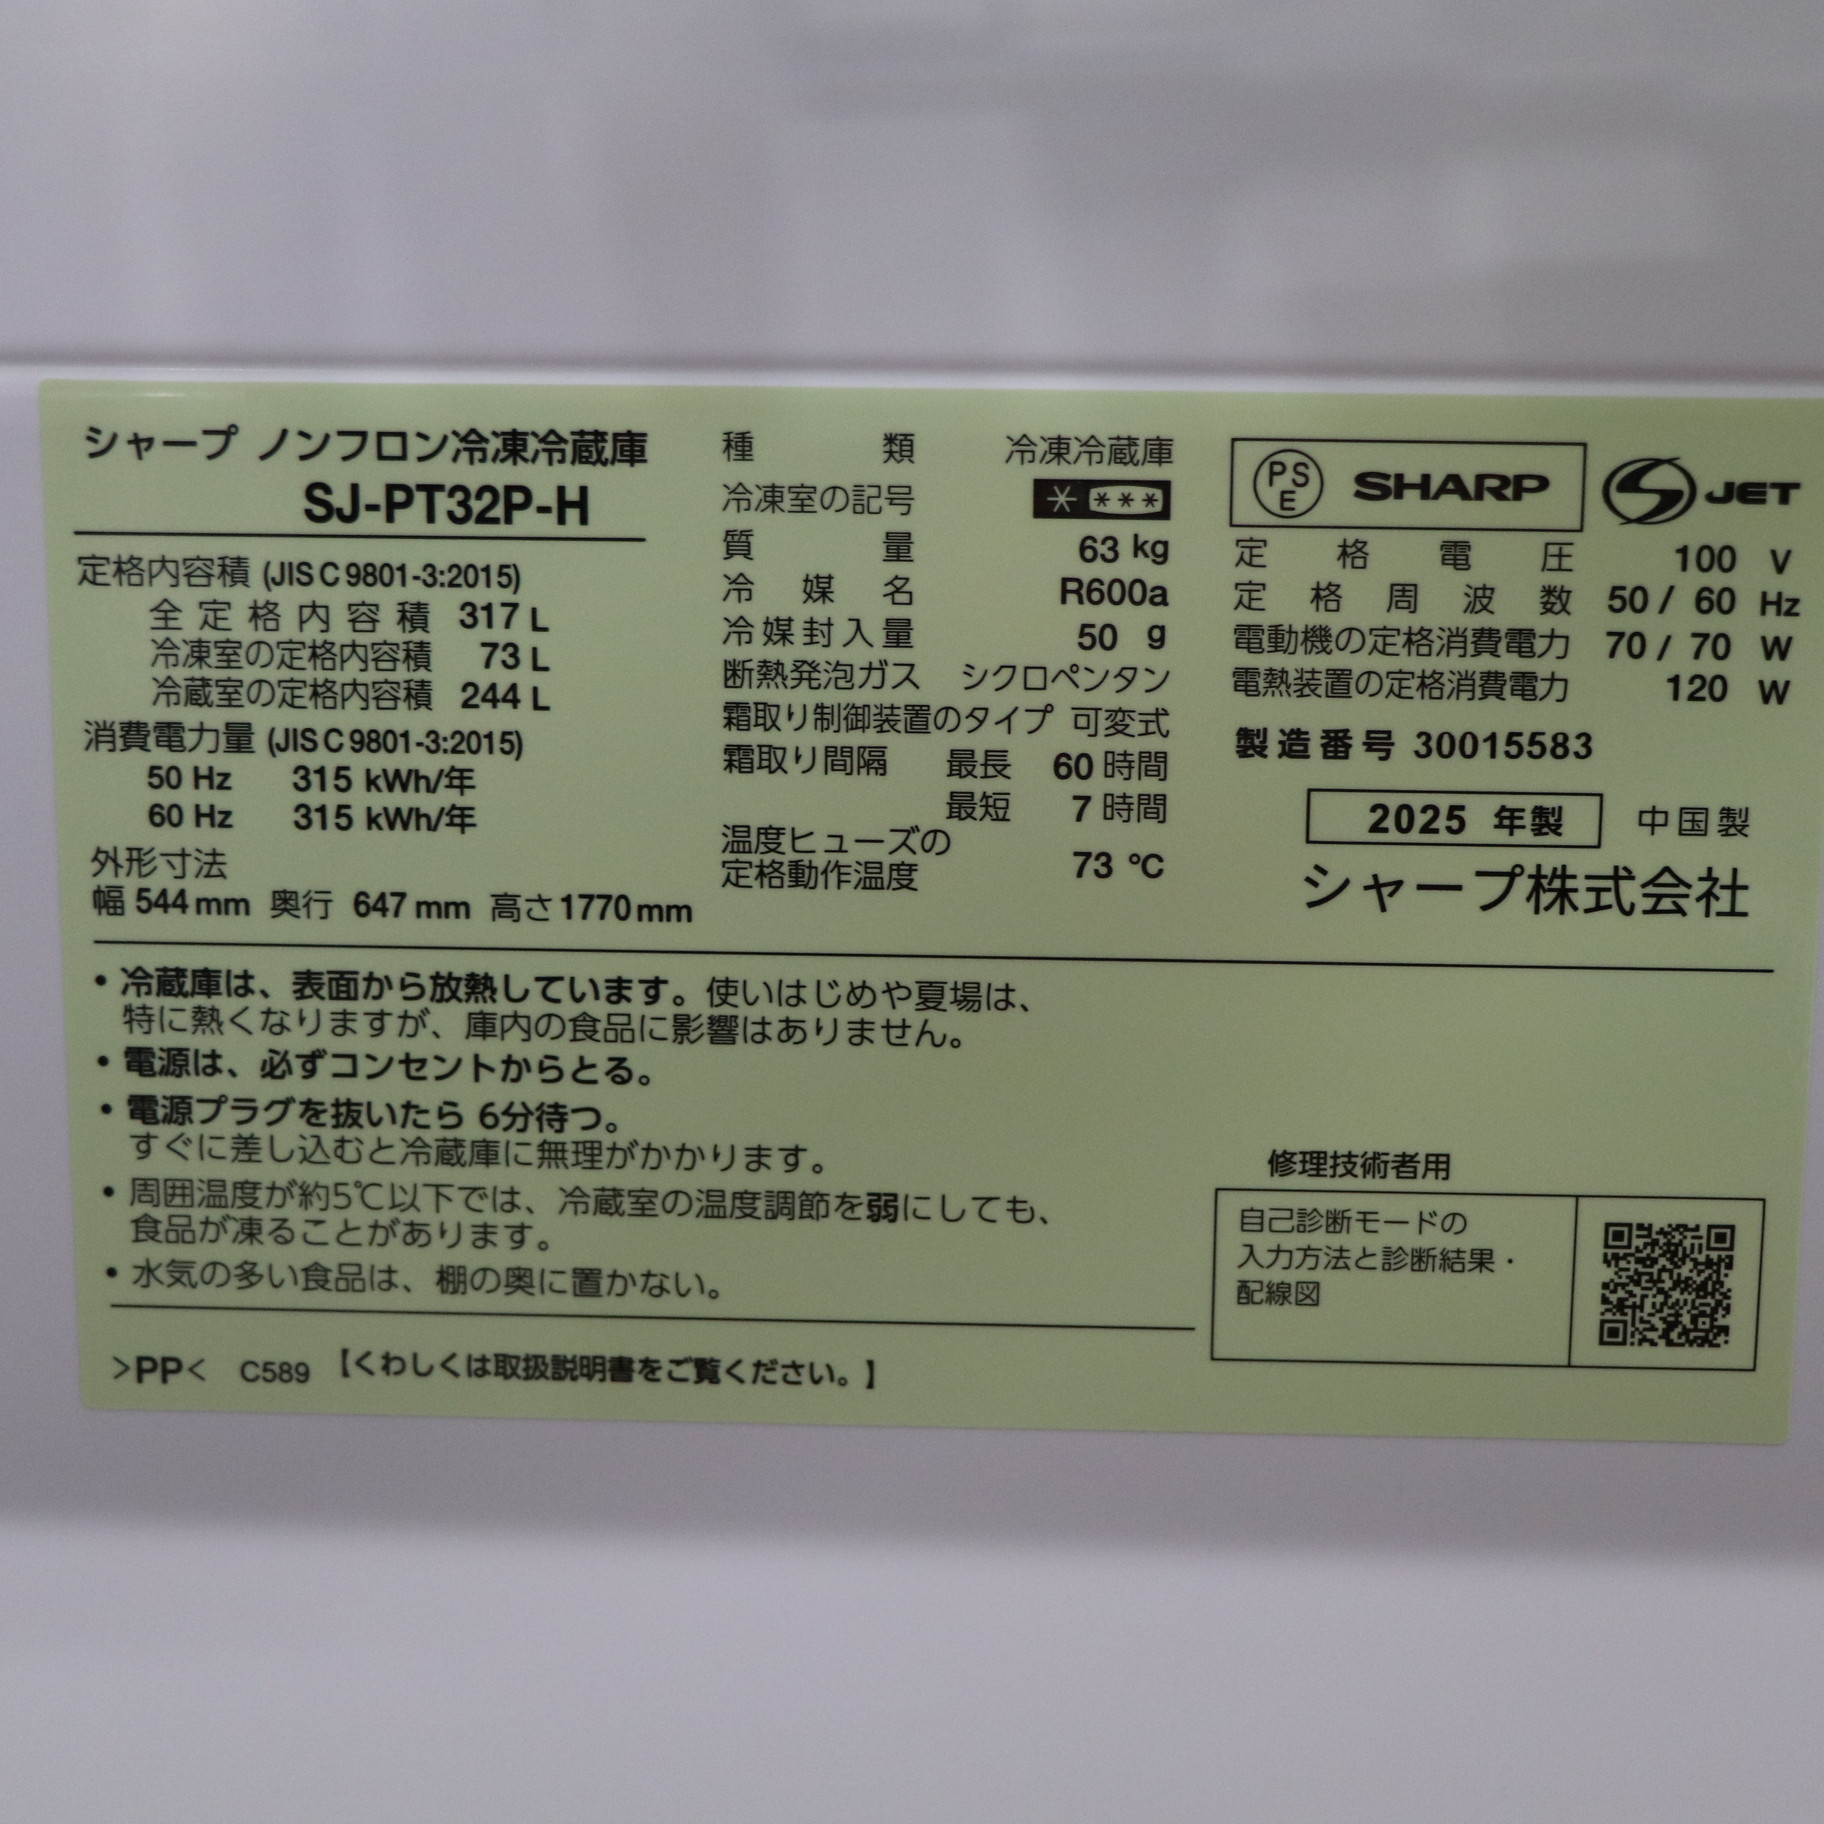 シャープ ノンフロン冷凍冷蔵庫
SJ-PT32P-H
定格内容積 (JIS C 9801-3:2015)
全定格内容積 317 L
冷凍室の定格内容積 73 L
冷蔵室の定格内容積 244 L
消費電力量 (JIS C 9801-3:2015)
50 Hz 315 kWh/年
60 Hz 315 kWh/年
外形寸法
幅 544 mm 奥行 647 mm 高さ 1770 mm
種類 冷凍冷蔵庫
冷凍室の記号 * ***
質量 63 kg
冷媒名 R600a
冷媒封入量 50 g
断熱発泡ガス シクロペンタン
霜取り制御装置のタイプ 可変式
霜取り間隔 最長 60 時間
最短 7 時間
温度ヒューズの
定格動作温度 73 ℃
PSE SHARP JET
定格電圧 100 V
定格周波数 50 / 60 Hz
電動機の定格消費電力 70 / 70 W
電熱装置の定格消費電力 120 W
製造番号 30015583
2025 年製 中国製
シャープ株式会社
・冷蔵庫は、表面から放熱しています。使いはじめや夏場は、
特に熱くなりますが、庫内の食品に影響はありません。
・電源は、必ずコンセントからとる。
・電源プラグを抜いたら 6分待つ。
すぐに差し込むと冷蔵庫に無理がかかります。
・周囲温度が約5℃以下では、冷蔵室の温度調節を弱にしても、
食品が凍ることがあります。
・水気の多い食品は、棚の奥に置かない。
>PP< C589 【くわしくは取扱説明書をご覧ください。】
修理技術者用
自己診断モードの
入力方法と診断結果・
配線図